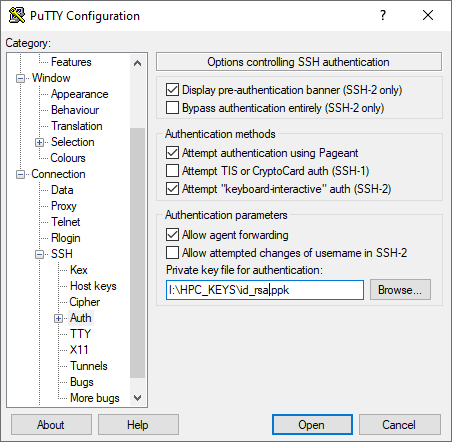 PuTTY Configuration
?
Category:
Features
Window
Appearance
Behaviour
Translation
Selection
Colours
Connection
Data
Proxy
Telnet
Rlogin
SSH
Kex
Host keys
Cipher
Auth
TTY
X11
Tunnels
Bugs
More bugs
Options controlling SSH authentication
Display pre-authentication banner (SSH-2 only)
Bypass authentication entirely (SSH-2 only)
Authentication methods
Attempt authentication using Pageant
Attempt TIS or CryptoCard auth (SSH-1)
Attempt "keyboard-interactive" auth (SSH-2)
Authentication parameters
Allow agent forwarding
Allow attempted changes of username in SSH-2
Private key file for authentication:
I:\HPC_KEYS\id_rsa.ppk
Browse...
About
Help
Open
Cancel